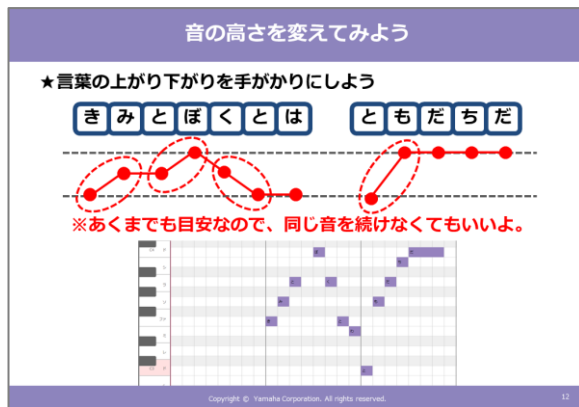 音の高さを変えてみよう
★言葉の上がり下がりを手がかりにしよう
きみとぼくとは ともだちだ
※あくまでも目安なので、同じ音を続けなくてもいいよ。
Copyright © Yamaha Corporation. All rights reserved.
12